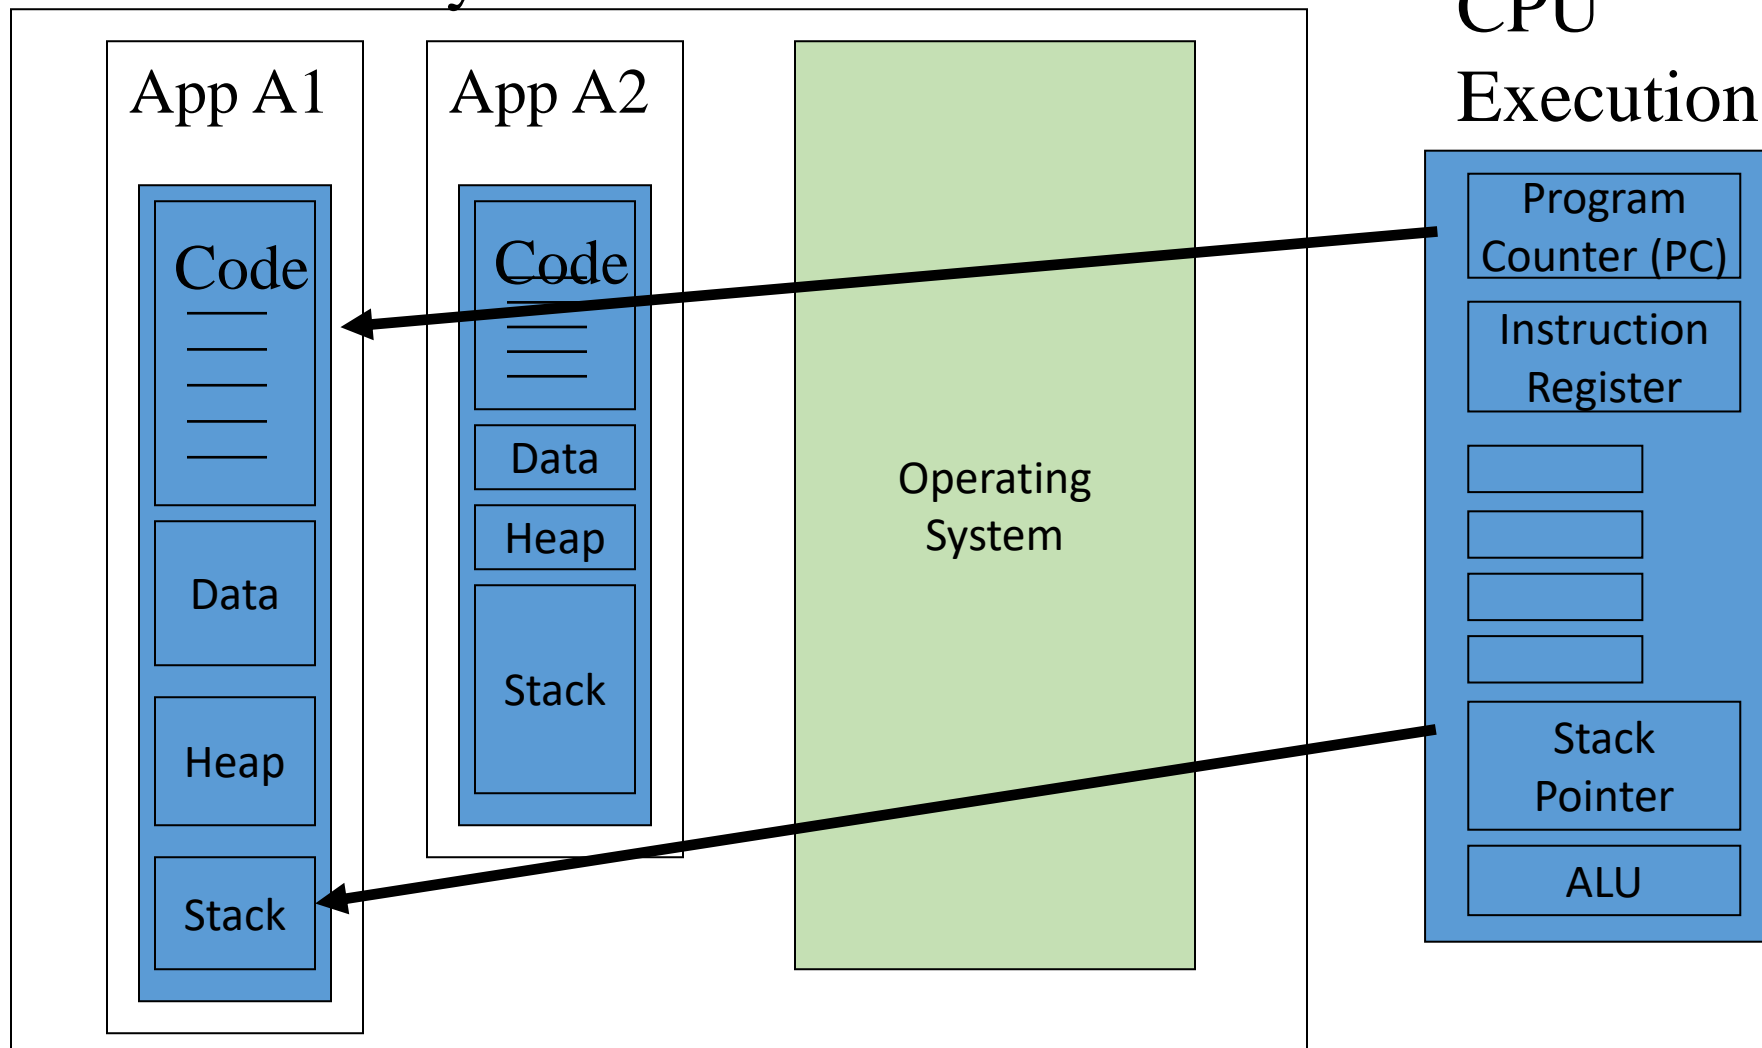 App A1
Code
Data
Heap
Stack
App A2
Code
Data
Heap
Stack
Operating
System
CPU
Execution
Program
Counter (PC)
Instruction
Register
Stack
Pointer
ALU